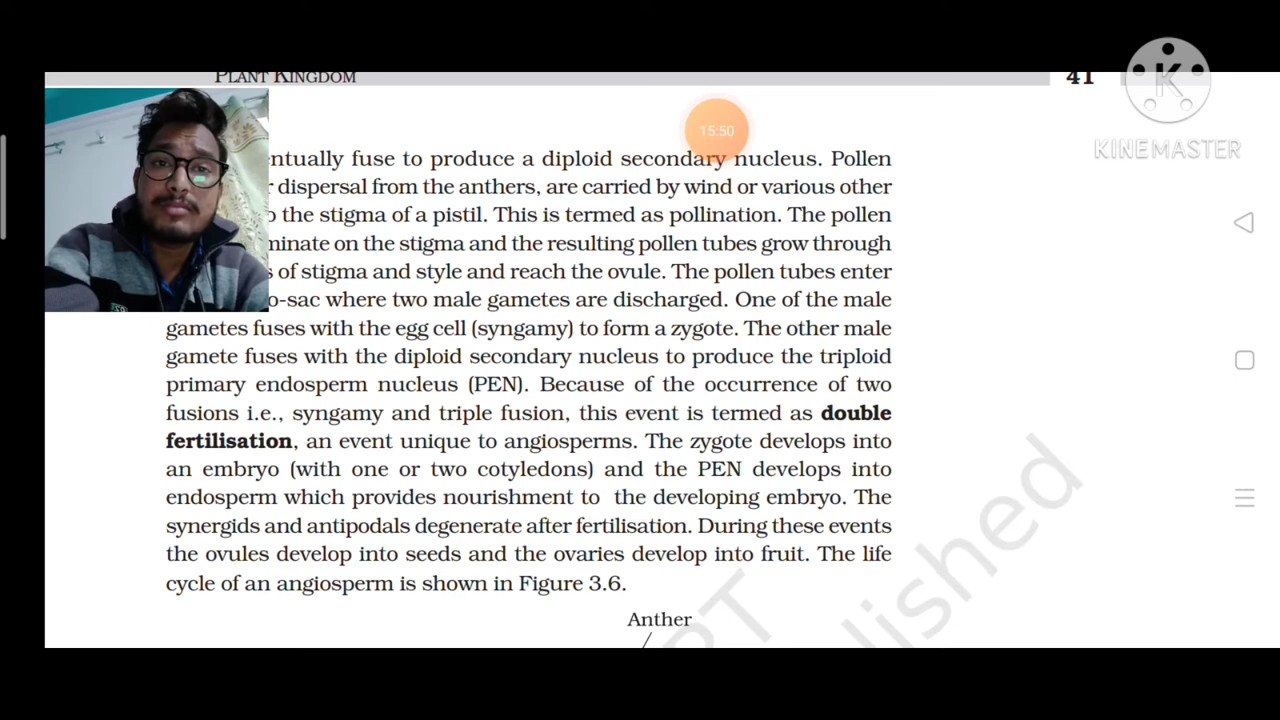 PLANT KINGDOM 41
KINEMASTER
15:50
entually fuse to produce a diploid secondary nucleus. Pollen
r dispersal from the anthers, are carried by wind or various other
o the stigma of a pistil. This is termed as pollination. The pollen
minate on the stigma and the resulting pollen tubes grow through
s of stigma and style and reach the ovule. The pollen tubes enter
o-sac where two male gametes are discharged. One of the male
gametes fuses with the egg cell (syngamy) to form a zygote. The other male
gamete fuses with the diploid secondary nucleus to produce the triploid
primary endosperm nucleus (PEN). Because of the occurrence of two
fusions i.e., syngamy and triple fusion, this event is termed as double
fertilisation, an event unique to angiosperms. The zygote develops into
an embryo (with one or two cotyledons) and the PEN develops into
endosperm which provides nourishment to the developing embryo. The
synergids and antipodals degenerate after fertilisation. During these events
the ovules develop into seeds and the ovaries develop into fruit. The life
cycle of an angiosperm is shown in Figure 3.6.
Anther
RT
lished